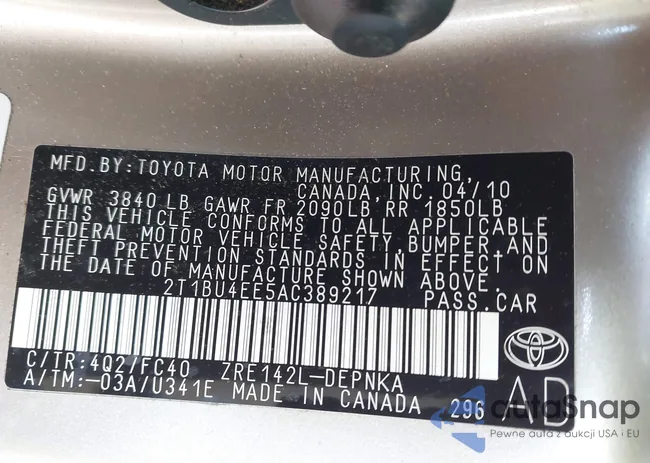 MFD.BY:TOYOTA MOTOR MANUFACTURING,
CANADA, INC. 04/10
GVWR 3840 LB GAWR FR 2090LB RR 1850LB
THIS VEHICLE CONFORMS TO ALL APPLICABLE
FEDERAL MOTOR VEHICLE SAFETY, BUMPER AND
THEFT PREVENTION STANDARDS IN EFFECT ON
THE DATE OF MANUFACTURE SHOWN ABOVE.
2T1BU4EE5AC389217 PASS.CAR
C/TR:4Q2/FC40 ZRE142L-DEPNKA
A/TM:-03A/U341E MADE IN CANADA 296 AD
autoSnap
Pewne auta z aukcji USA i EU